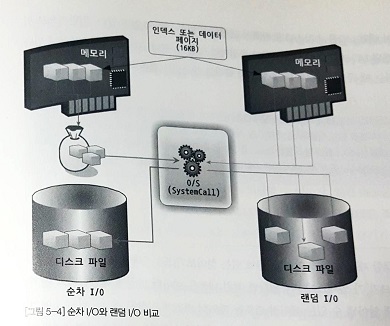 인덱스 또는 데이터
페이지
(16KB)
메모리
메모리
O/S
(SystemCall)
디스크 파일
디스크 파일
순차 I/O
랜덤 I/O
[그림 5-4] 순차 I/O와 랜덤 I/O 비교